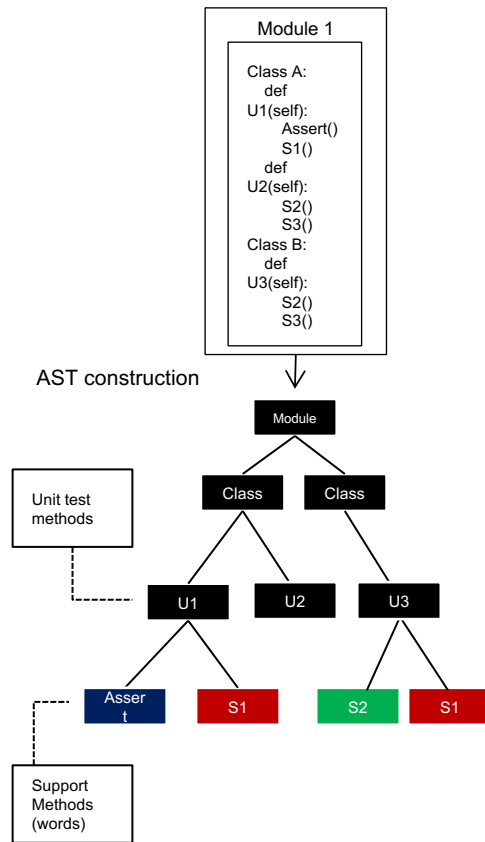 Module 1
Class A:
def
U1(self):
Assert()
S1()
def
U2(self):
S2()
S3()
Class B:
def
U3(self):
S2()
S3()
AST construction
Module
Class Class
Unit test
methods
U1 U2 U3
Asser
t
S1 S2 S1
Support
Methods
(words)